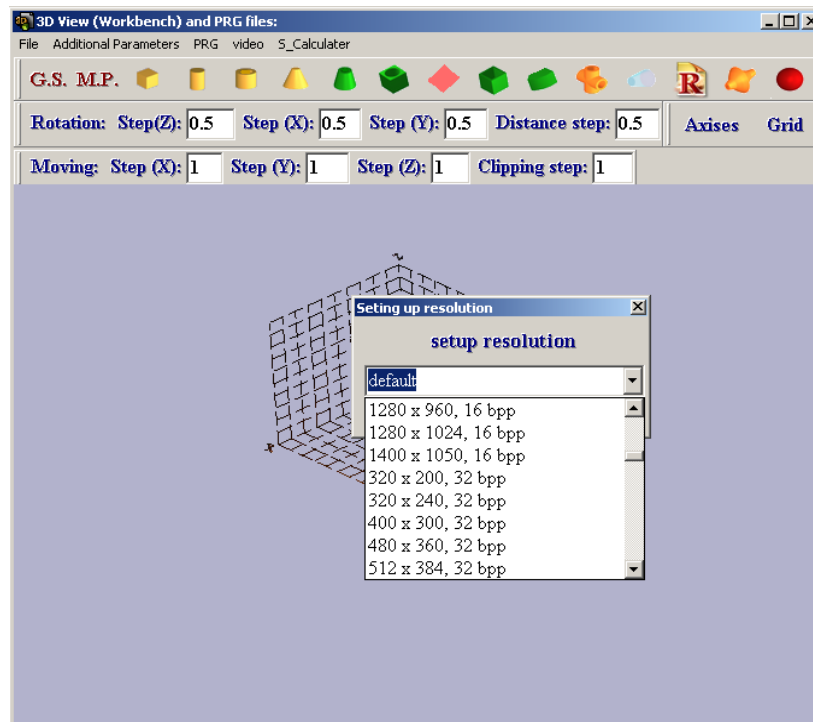 3D View (Workbench) and PRG files:
File Additional Parameters PRG video S_Calculater
G.S. M.P. R
Rotation: Step(Z): 0.5 Step (X): 0.5 Step (Y): 0.5 Distance step: 0.5 Axises Grid
Moving: Step (X): 1 Step (Y): 1 Step (Z): 1 Clipping step: 1
z
Seting up resolution
setup resolution
default
1280 x 960, 16 bpp
1280 x 1024, 16 bpp
1400 x 1050, 16 bpp
320 x 200, 32 bpp
320 x 240, 32 bpp
400 x 300, 32 bpp
480 x 360, 32 bpp
512 x 384, 32 bpp